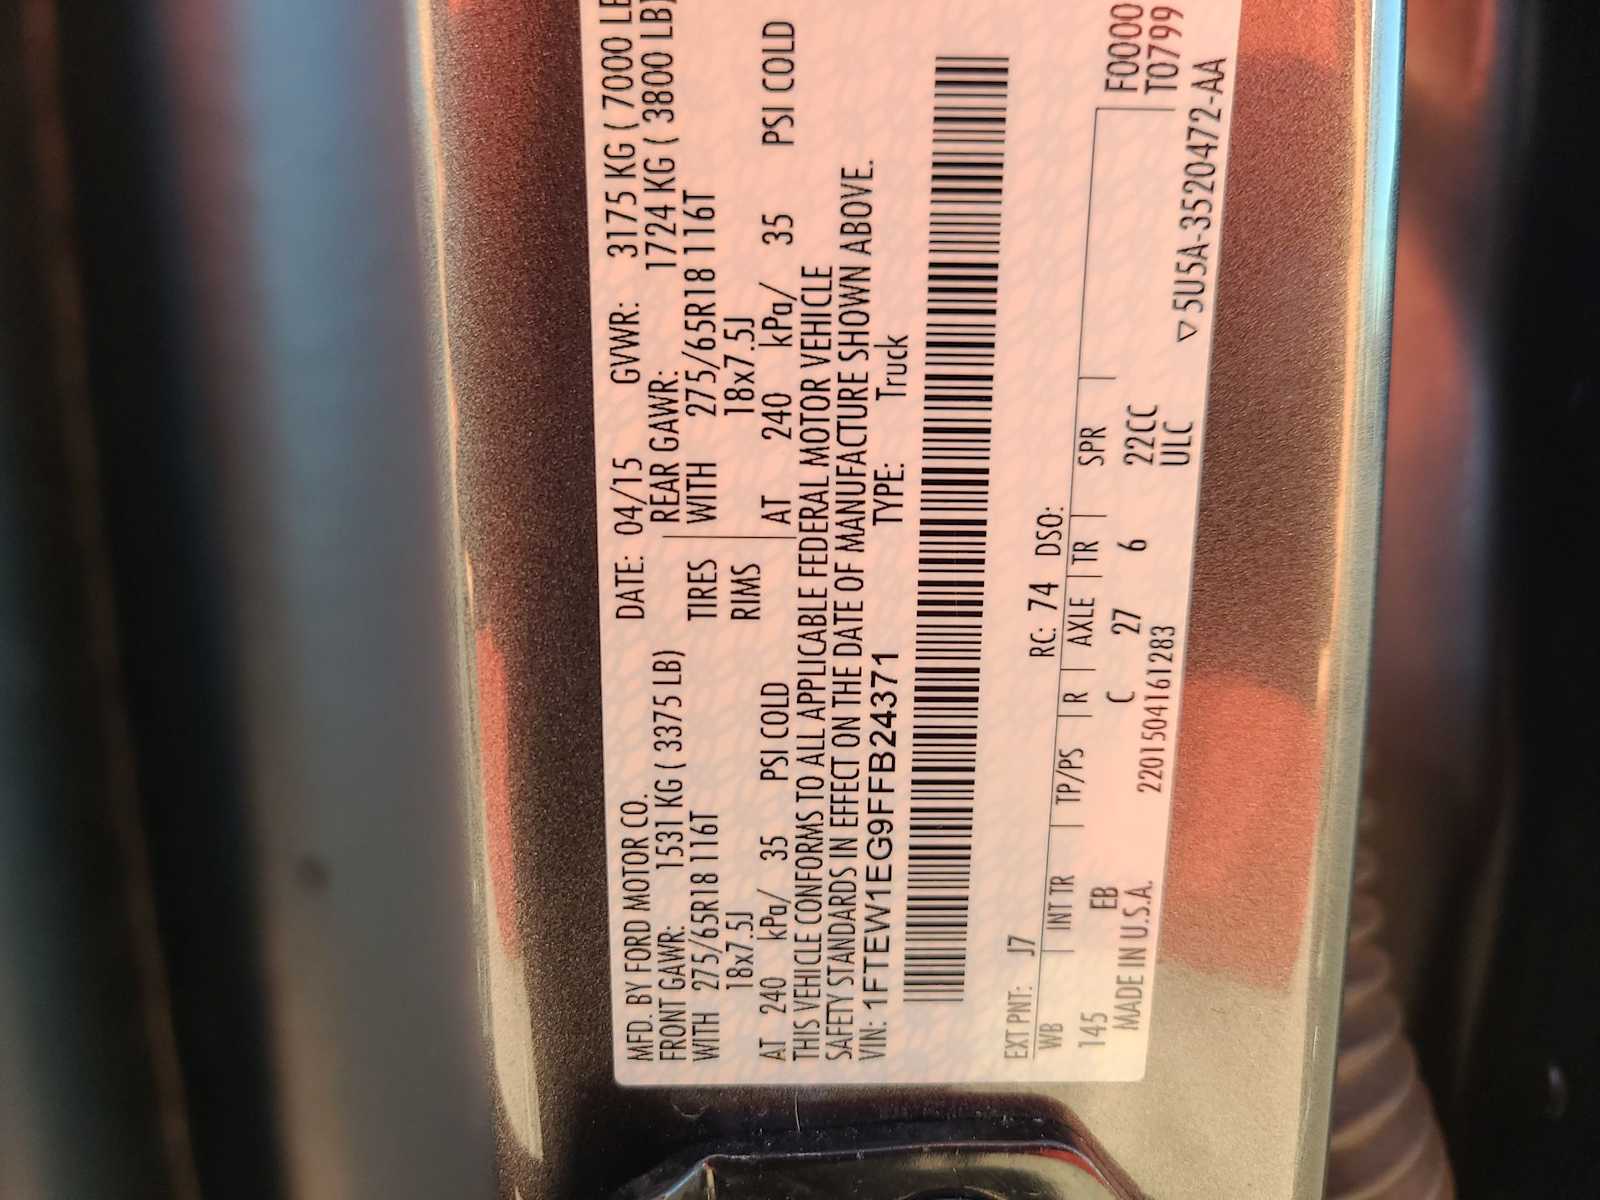 MFD. BY FORD MOTOR CO. DATE: 04/15 GVWR: 3175 KG ( 7000 LB
FRONT GAWR: 1531 KG ( 3375 LB) REAR GAWR: 1724 KG ( 3800 LB)
WITH 275/65R18 116T TIRES WITH 275/65R18 116T
18x7.5J RIMS 18x7.5J
AT 240 kPa/ 35 PSI COLD AT 240 kPa/ 35 PSI COLD
THIS VEHICLE CONFORMS TO ALL APPLICABLE FEDERAL MOTOR VEHICLE
SAFETY STANDARDS IN EFFECT ON THE DATE OF MANUFACTURE SHOWN ABOVE.
VIN: 1FTEW1EG9FFB24371 TYPE: Truck
EXT PNT: J7 RC: 74 DSO:
WB INT TR TP/PS R AXLE TR SPR F0000
145 EB C 27 6 22CC T0799
ULC
MADE IN U.S.A. 2201504161283 ▽5U5A-3520472-AA